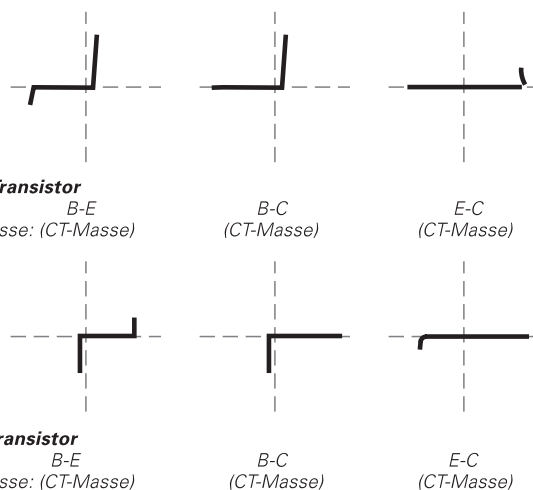 ransistor
B-E B-C E-C
sse: (CT-Masse) (CT-Masse) (CT-Masse)
ransistor
B-E B-C E-C
sse: (CT-Masse) (CT-Masse) (CT-Masse)